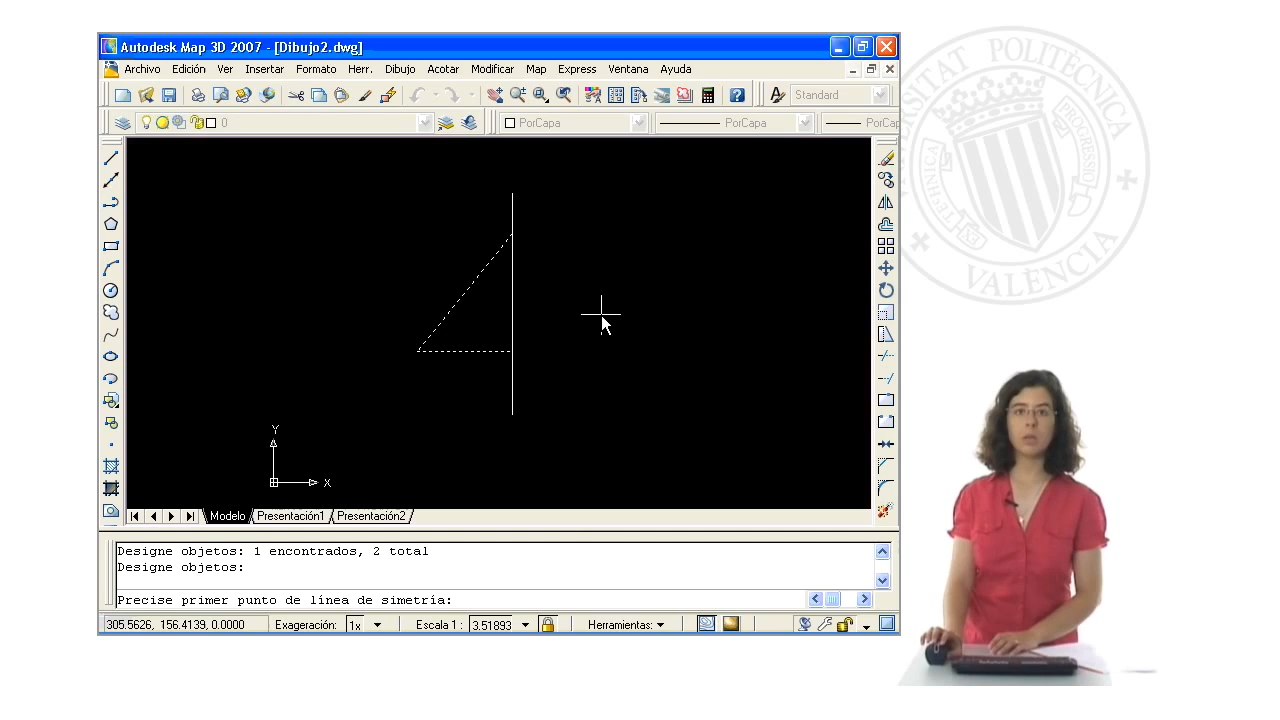 Autodesk Map 3D 2007 - [Dibujo2.dwg]
Archivo Edición Ver Insertar Formato Herr. Dibujo Acotar Modificar Map Express Ventana Ayuda
Standard
0 PorCapa PorCapa PorCap
Y
X
Modelo Presentación1 Presentación2
Designe objetos: 1 encontrados, 2 total
Designe objetos:
Precise primer punto de línea de simetría:
305.5626, 156.4139, 0.0000 Exageración: 1x Escala 1 : 3.51893 Herramientas:
POLITÈCNICA
VALÈNCIA